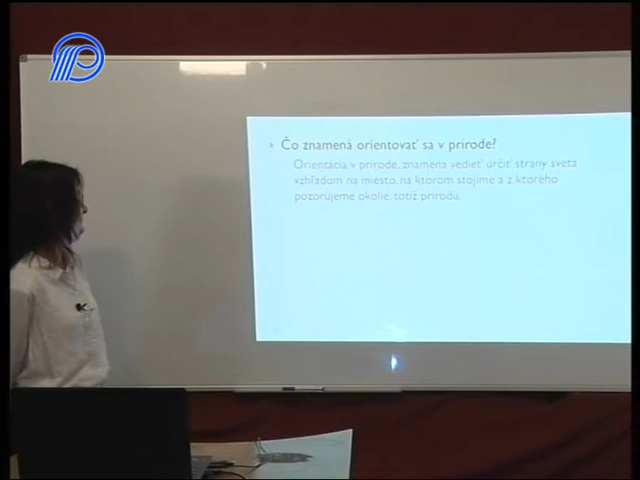 Čo znamená orientovať sa v prírode?
Orientácia v prírode, znamená vedieť určiť strany sveta
vzhľadom na miesto, na ktorom stojíme a z ktorého
pozorujeme okolie, totiž prírodu.